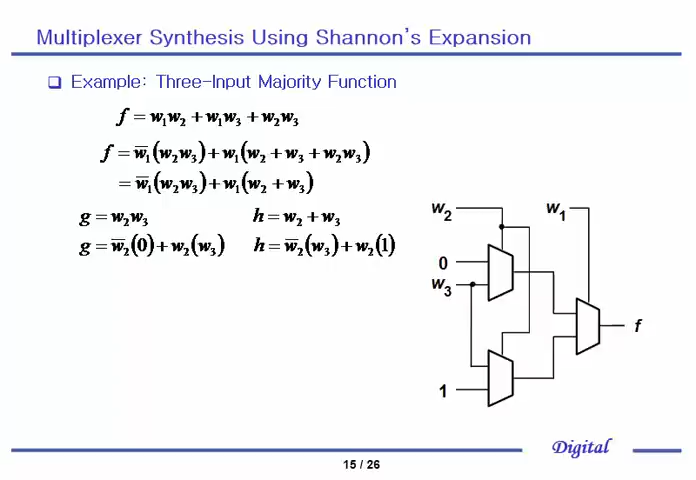 Multiplexer Synthesis Using Shannon's Expansion
❑ Example: Three-Input Majority Function
f = w₁w₂ + w₁w₃ + w₂w₃
f = w̅₁(w₂w₃) + w₁(w₂ + w₃ + w₂w₃)
= w̅₁(w₂w₃) + w₁(w₂ + w₃)
g = w₂w₃ h = w₂ + w₃
g = w̅₂(0) + w₂(w₃) h = w̅₂(w₃) + w₂(1)
w₂ w₁
0
w₃
f
1
Digital
15 / 26